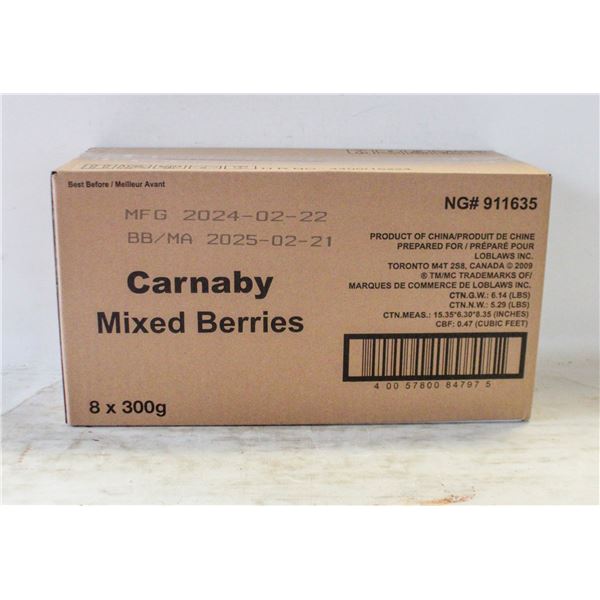 Best Before / Meilleur Avant
MFG 2024-02-22
BB/MA 2025-02-21
Carnaby
Mixed Berries
8 x 300g
NG# 911635
PRODUCT OF CHINA/PRODUIT DE CHINE
PREPARED FOR / PRÉPARÉ POUR
LOBLAWS INC.
TORONTO M4T 2S8, CANADA © 2009
® TM/MC TRADEMARKS OF/
MARQUES DE COMMERCE DE LOBLAWS INC.
CTN.G.W.: 6.14 (LBS)
CTN.N.W.: 5.29 (LBS)
CTN.MEAS.: 15.35*6.30*8.35 (INCHES)
CBF: 0.47 (CUBIC FEET)
4 00 57800 84797 5